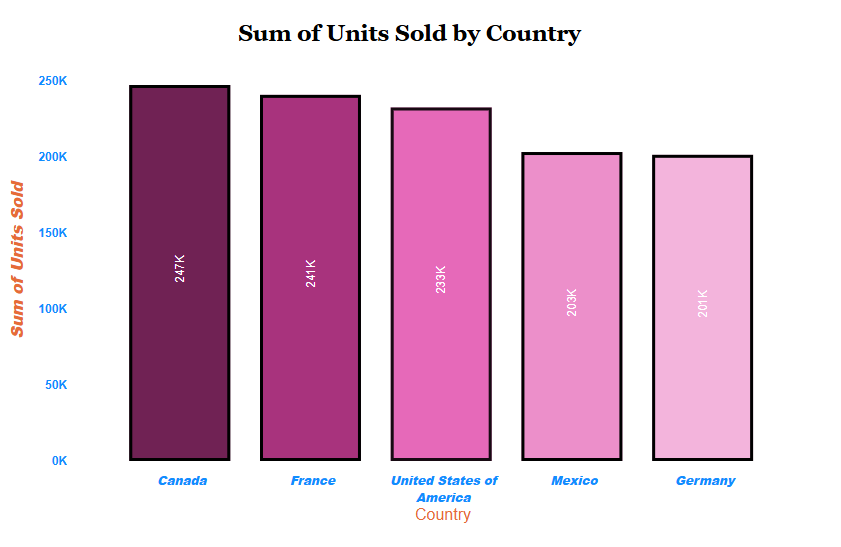 Sum of Units Sold by Country
Sum of Units Sold
250K
200K
150K
100K
50K
0K
247K
241K
233K
203K
201K
Canada
France
United States of
America
Mexico
Germany
Country